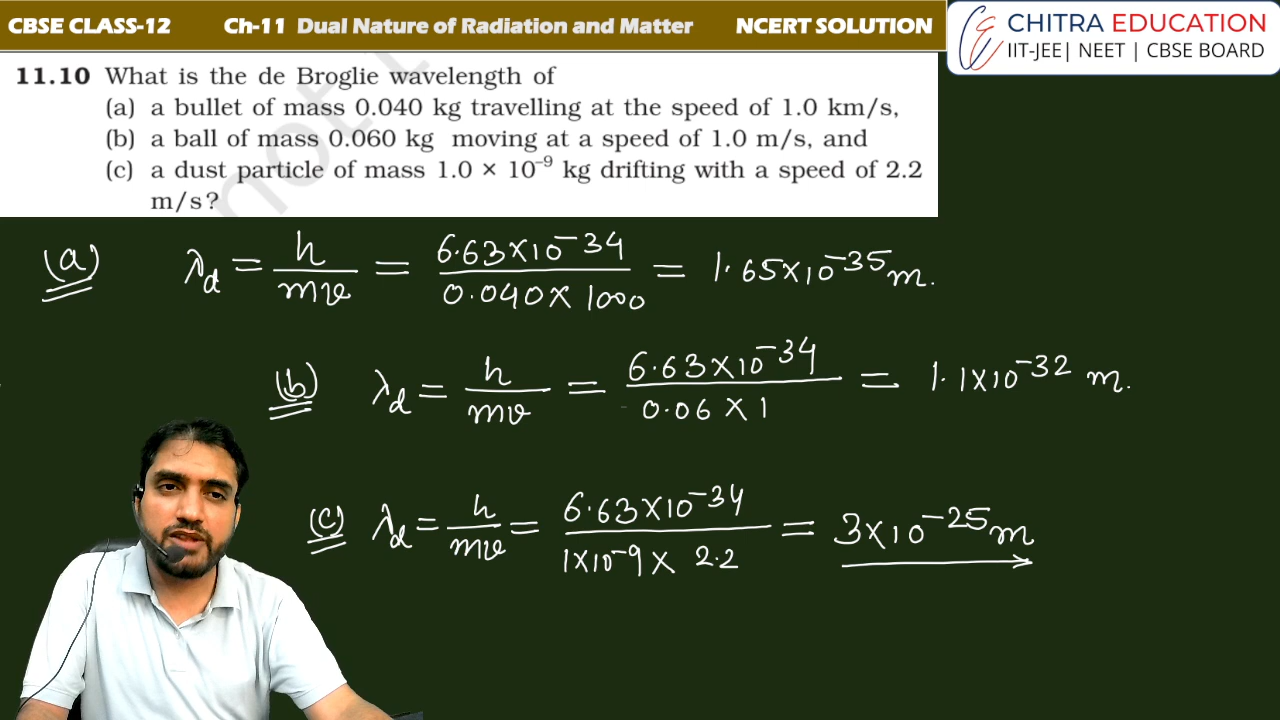 CBSE CLASS-12 Ch-11 Dual Nature of Radiation and Matter NCERT SOLUTION
CHITRA EDUCATION
IIT-JEE| NEET | CBSE BOARD
11.10 What is the de Broglie wavelength of
(a) a bullet of mass 0.040 kg travelling at the speed of 1.0 km/s,
(b) a ball of mass 0.060 kg moving at a speed of 1.0 m/s, and
(c) a dust particle of mass 1.0 × 10⁻⁹ kg drifting with a speed of 2.2
m/s?
not
(a) λd = h/mv = 6.63×10⁻³⁴/0.040×1000 = 1.65×10⁻³⁵ m.
(b) λd = h/mv = 6.63×10⁻³⁴/0.06×1 = 1.1×10⁻³² m.
(c) λd = h/mv = 6.63×10⁻³⁴/1×10⁻⁹× 2.2 = 3×10⁻²⁵ m